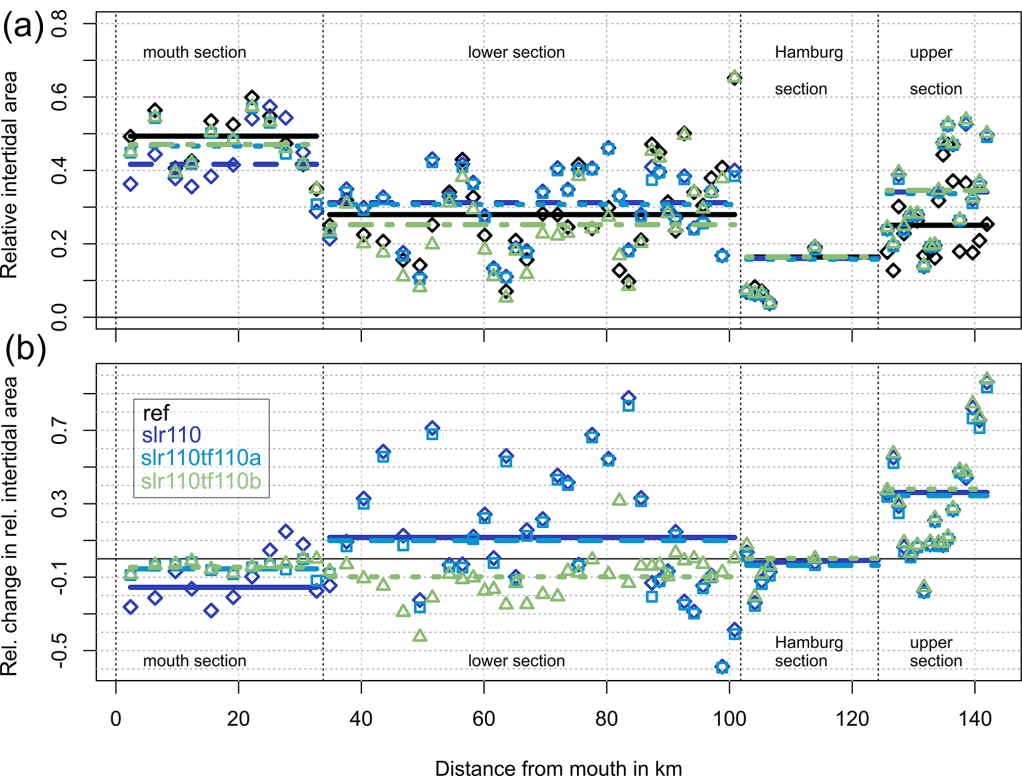 (a)
mouth section
lower section
Hamburg
section
upper
section
Relative intertidal area
0.8
0.6
0.4
0.2
0.0
(b)
ref
slr110
slr110tf110a
slr110tf110b
Rel. change in rel. intertidal area
0.7
0.3
-0.1
-0.5
mouth section
lower section
Hamburg
section
upper
section
0 20 40 60 80 100 120 140
Distance from mouth in km